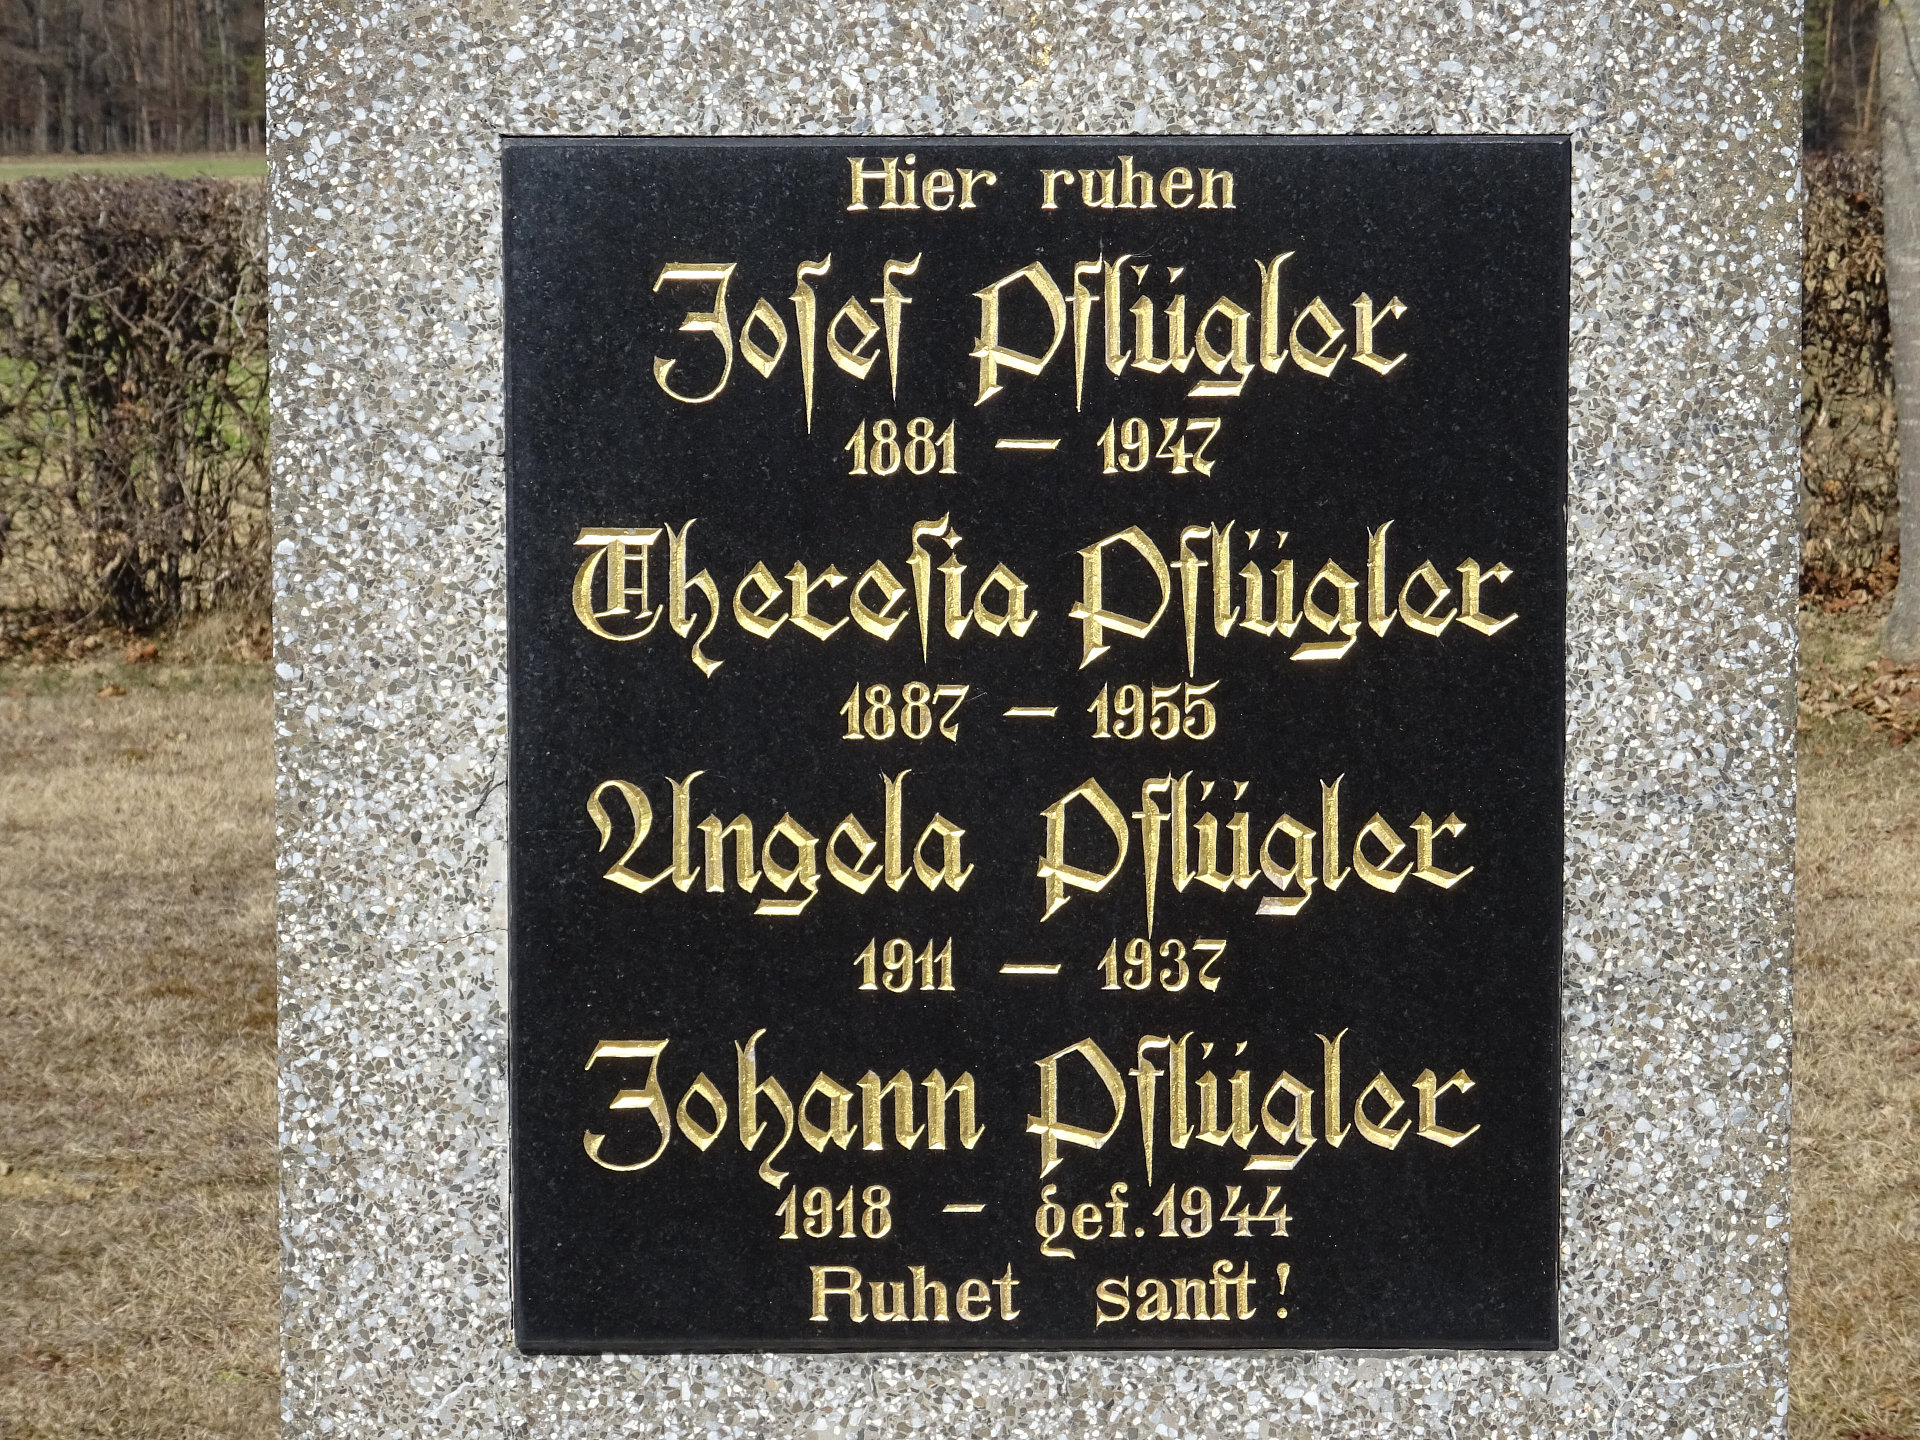 Hier ruhen
Joſef Pflügler
1881 – 1947
Thereſia Pflügler
1887 – 1955
Angela Pflügler
1911 – 1937
Johann Pflügler
1918 – gef. 1944
Ruhet sanft!